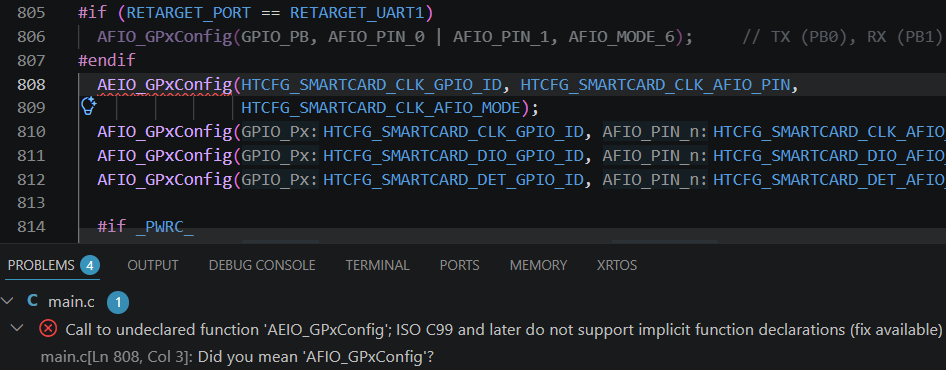 805 #if (RETARGET_PORT == RETARGET_UART1)
806 AFIO_GPxConfig(GPIO_PB, AFIO_PIN_0 | AFIO_PIN_1, AFIO_MODE_6); // TX (PB0), RX (PB1)
807 #endif
808 AEIO_GPxConfig(HTCFG_SMARTCARD_CLK_GPIO_ID, HTCFG_SMARTCARD_CLK_AFIO_PIN,
809 HTCFG_SMARTCARD_CLK_AFIO_MODE);
810 AFIO_GPxConfig(GPIO_Px: HTCFG_SMARTCARD_CLK_GPIO_ID, AFIO_PIN_n: HTCFG_SMARTCARD_CLK_AFIO
811 AFIO_GPxConfig(GPIO_Px: HTCFG_SMARTCARD_DIO_GPIO_ID, AFIO_PIN_n: HTCFG_SMARTCARD_DIO_AFIO
812 AFIO_GPxConfig(GPIO_Px: HTCFG_SMARTCARD_DET_GPIO_ID, AFIO_PIN_n: HTCFG_SMARTCARD_DET_AFIO_
813
814 #if _PWRC_
PROBLEMS 4 OUTPUT DEBUG CONSOLE TERMINAL PORTS MEMORY XRTOS
C main.c 1
Call to undeclared function 'AEIO_GPxConfig'; ISO C99 and later do not support implicit function declarations (fix available)
main.c[Ln 808, Col 3]: Did you mean 'AFIO_GPxConfig'?